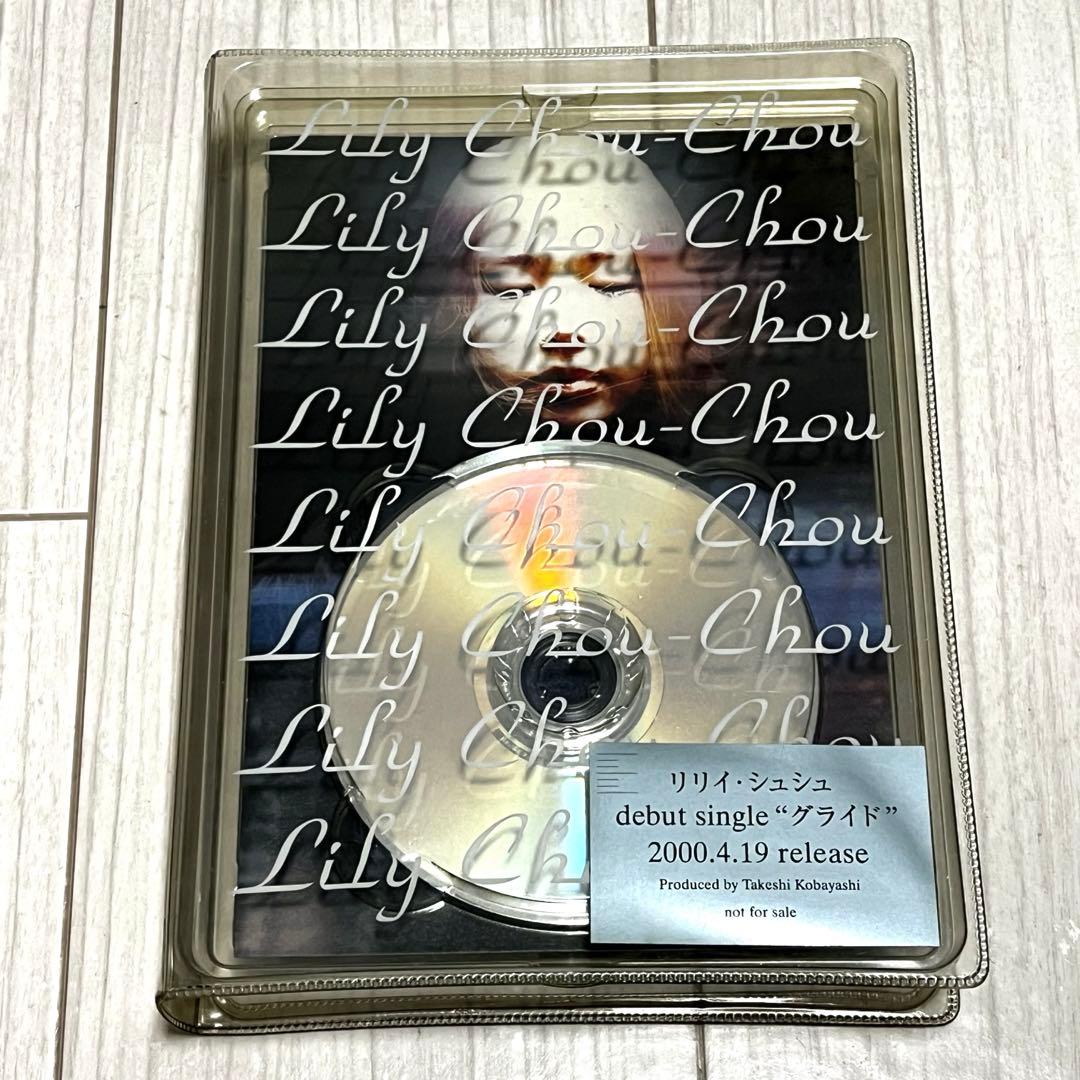 Lily Chou-Chou
Lily Chou-Chou
Lily Chou-Chou
Lily Chou-Chou
Lily Chou-Chou
Lily Chou-Chou
Lily Chou-Chou
Lily Ch
リリイ・シュシュ
debut single “グライド”
2000.4.19 release
Produced by Takeshi Kobayashi
not for sale